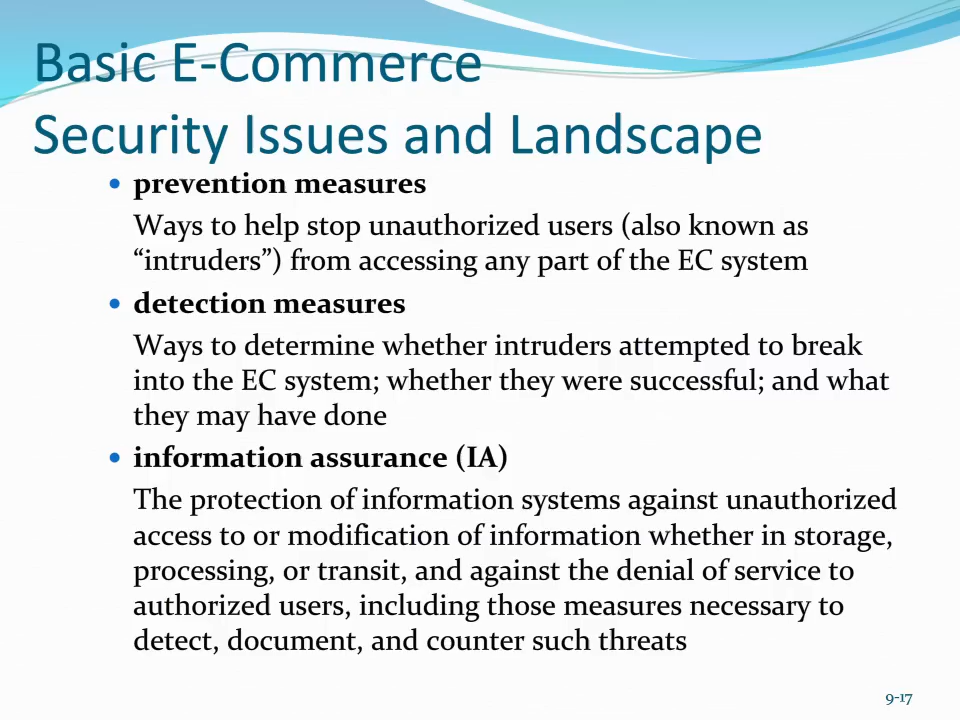 Basic E-Commerce
Security Issues and Landscape
• prevention measures
Ways to help stop unauthorized users (also known as
“intruders”) from accessing any part of the EC system
• detection measures
Ways to determine whether intruders attempted to break
into the EC system; whether they were successful; and what
they may have done
• information assurance (IA)
The protection of information systems against unauthorized
access to or modification of information whether in storage,
processing, or transit, and against the denial of service to
authorized users, including those measures necessary to
detect, document, and counter such threats
9-17